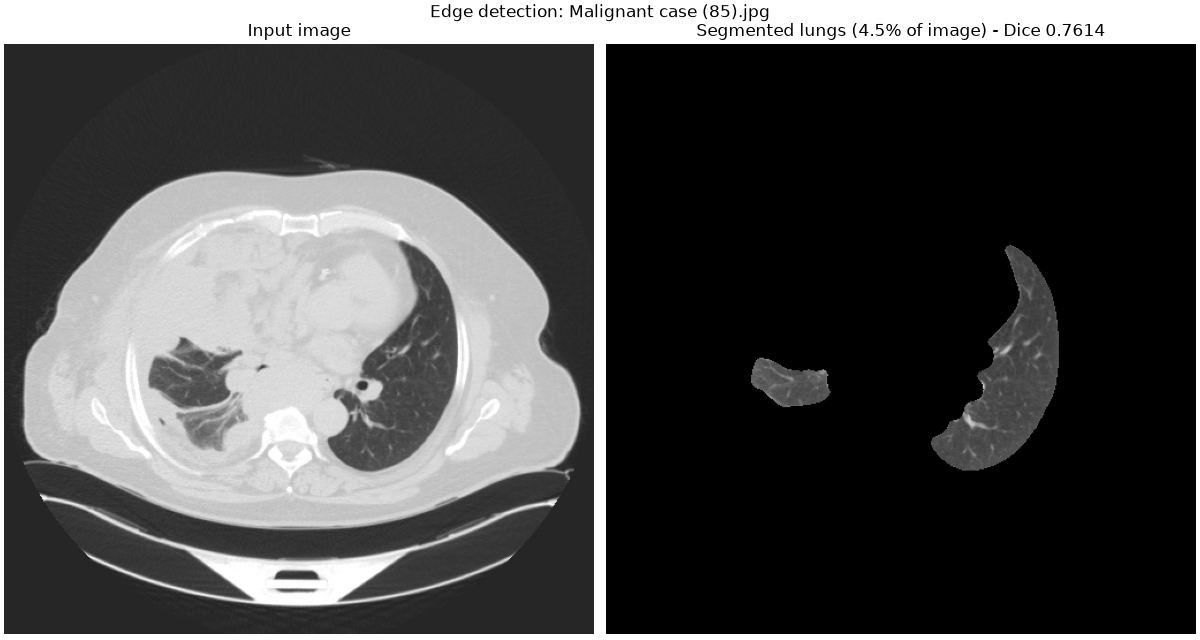 Edge detection: Malignant case (85).jpg
Input image
Segmented lungs (4.5% of image) - Dice 0.7614